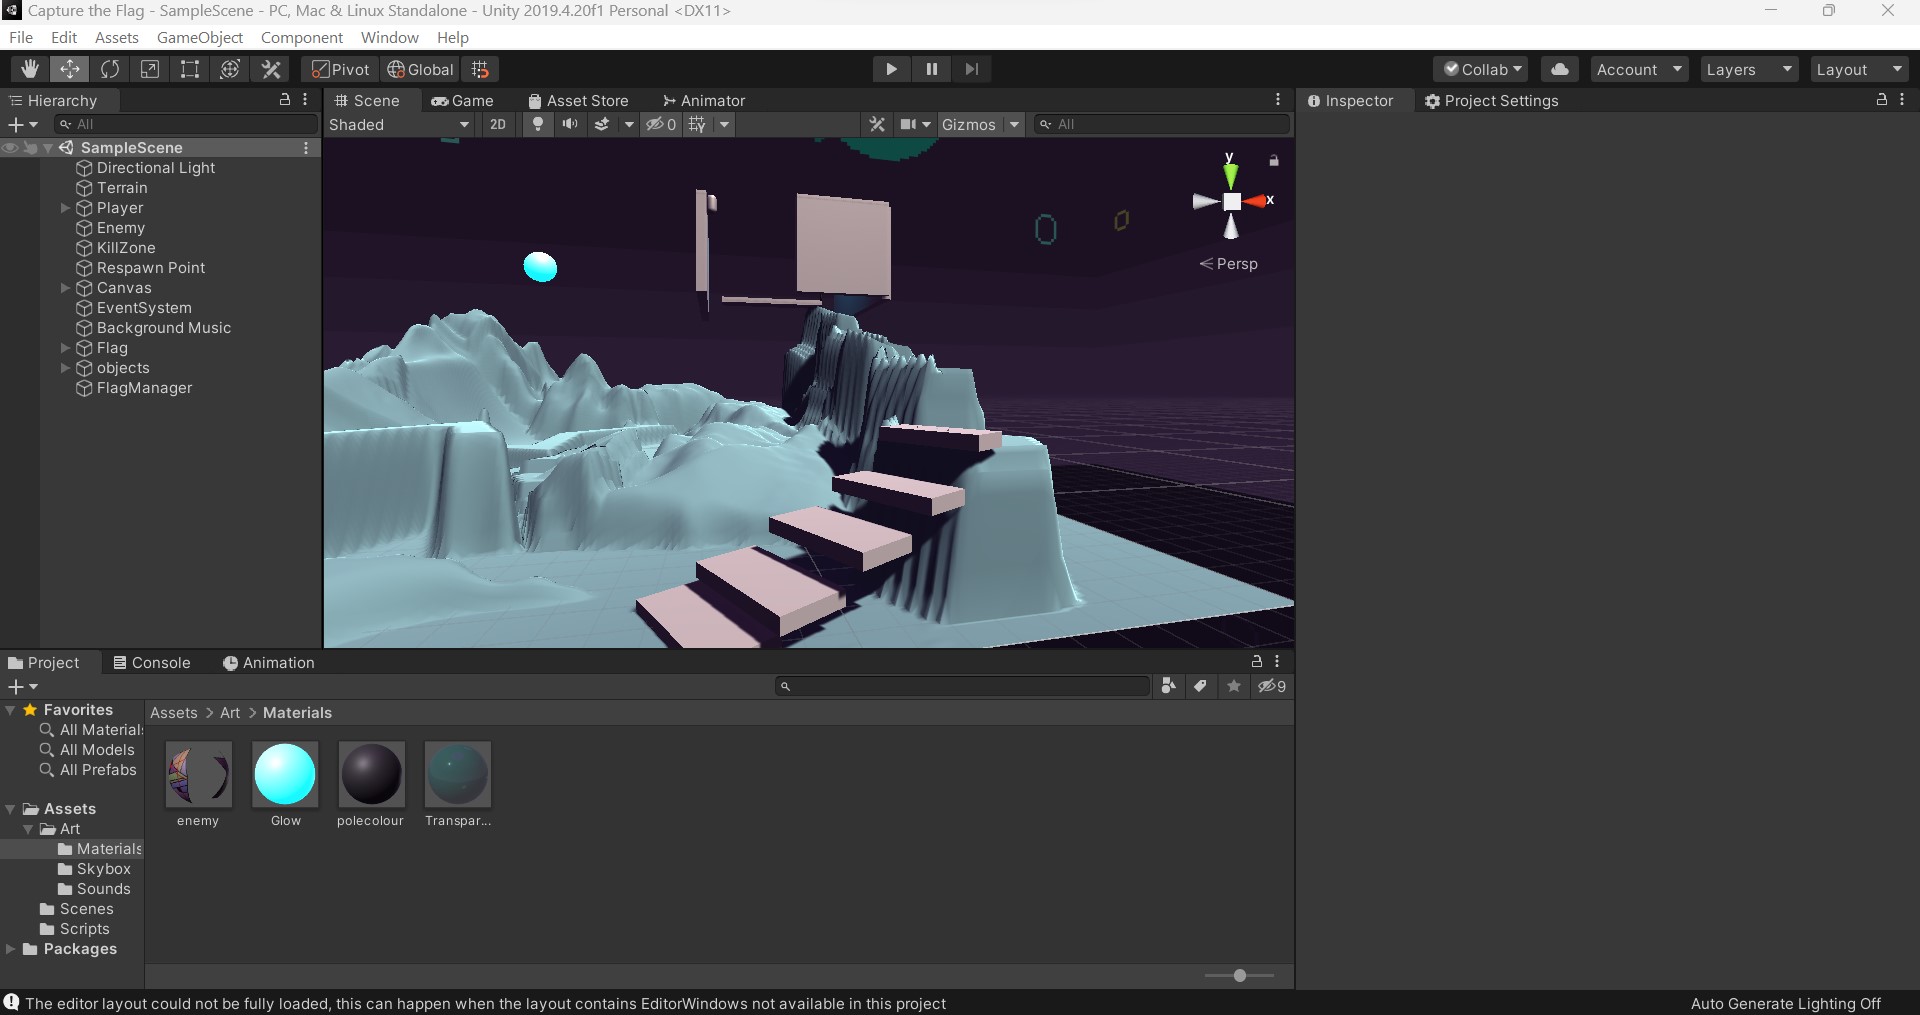 Capture the Flag - SampleScene - PC, Mac & Linux Standalone - Unity 2019.4.20f1 Personal <DX11>
File Edit Assets GameObject Component Window Help
Pivot Global Collab Account Layers Layout
Hierarchy
All
SampleScene
Directional Light
Terrain
Player
Enemy
KillZone
Respawn Point
Canvas
EventSystem
Background Music
Flag
objects
FlagManager
Scene Game Asset Store Animator
Shaded 2D 0 Gizmos All
y
x
Persp
0 0
Inspector Project Settings
Project Console Animation
9
Favorites
All Materials
All Models
All Prefabs
Assets
Art
Materials
Skybox
Sounds
Scenes
Scripts
Packages
Assets > Art > Materials
enemy Glow polecolour Transpar...
The editor layout could not be fully loaded, this can happen when the layout contains EditorWindows not available in this project
Auto Generate Lighting Off